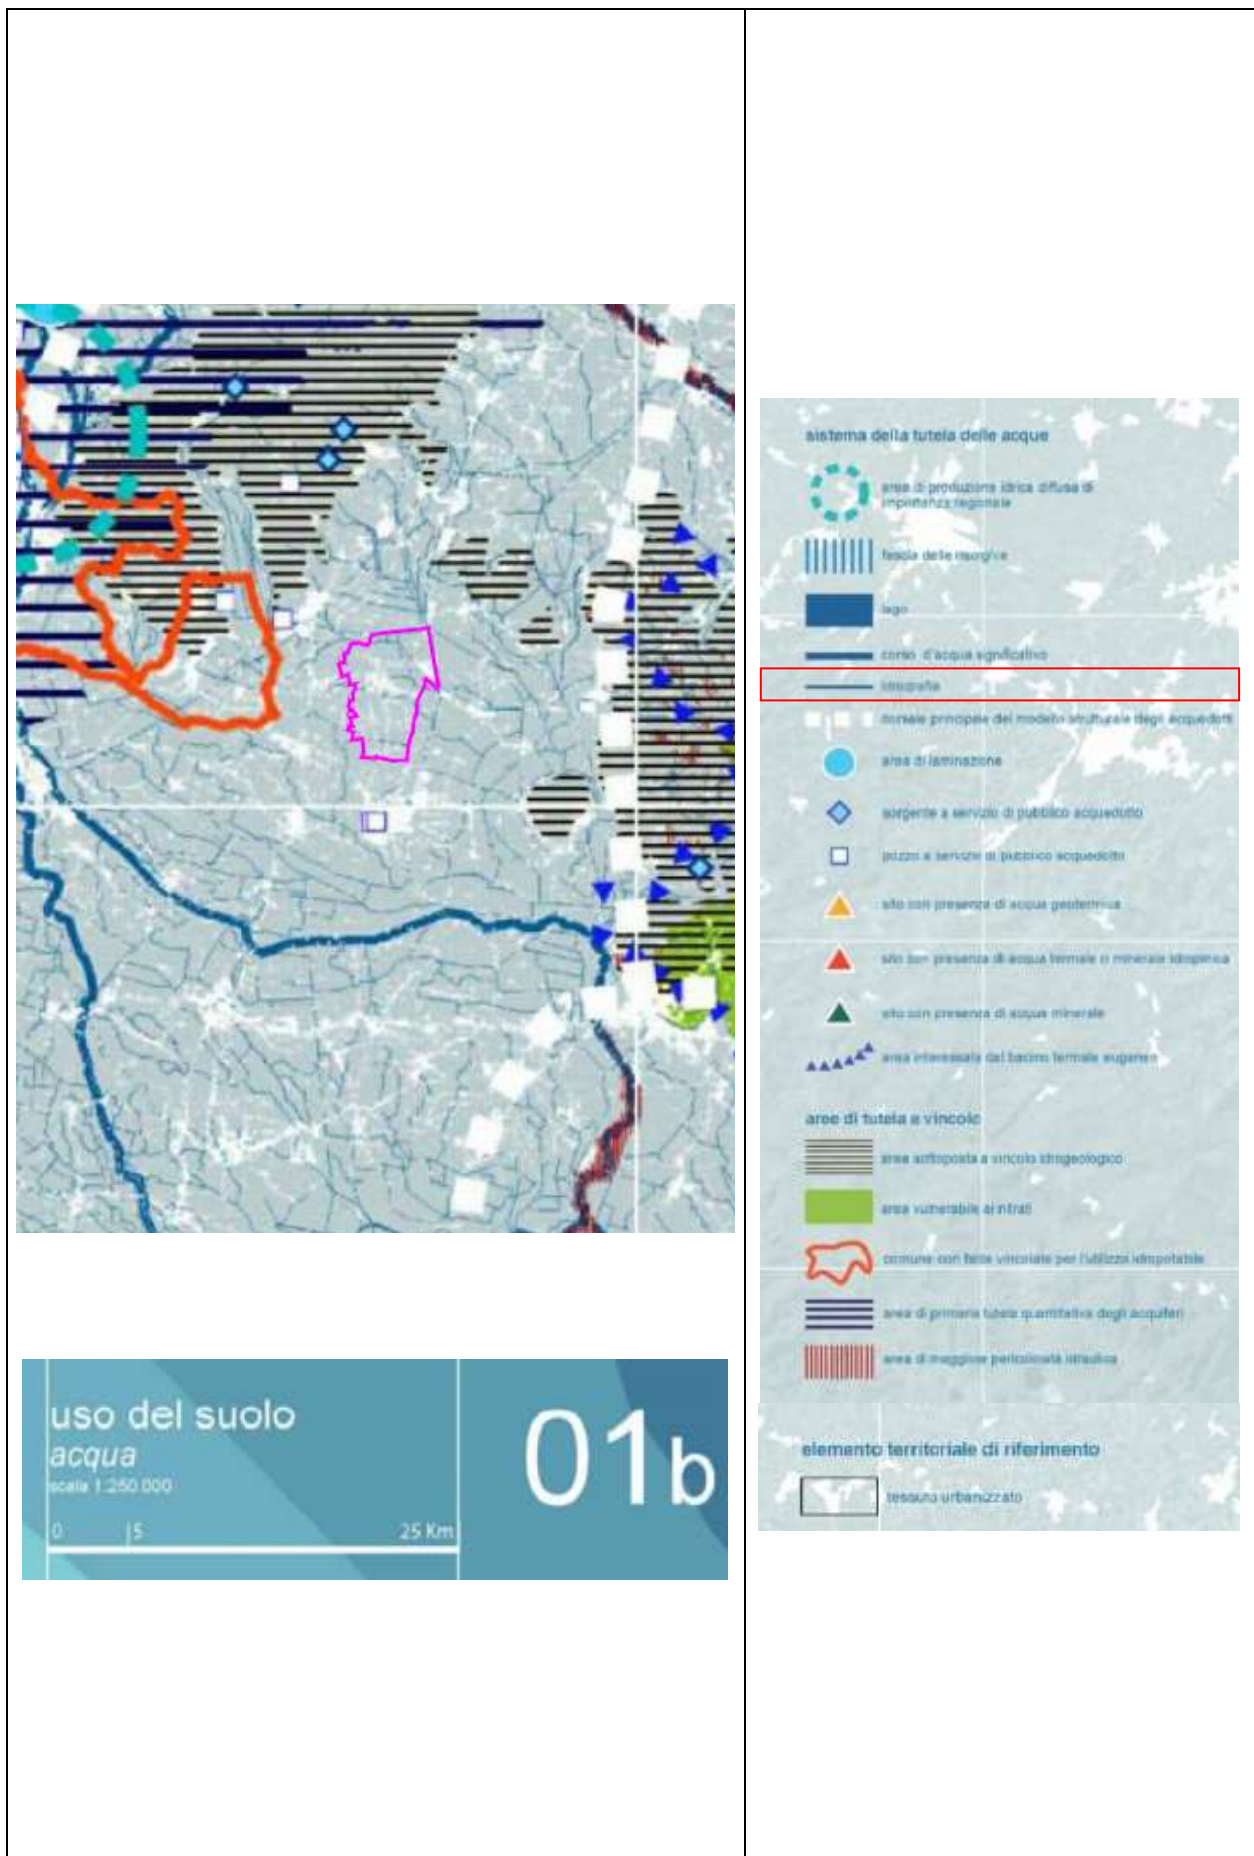 uso del suolo
acqua
scala 1:250.000
0 5 25 Km
01b
sistema della tutela delle acque
area di produzione idrica diffusa di
importanza regionale
fascia delle risorgive
lago
corso d'acqua significativo
idrografia
dorsale principale del modello strutturale degli acquedotti
area di laminazione
sorgente a servizio di pubblico acquedotto
pozzo a servizio di pubblico acquedotto
sito con presenza di acqua geotermica
sito con presenza di acqua termale o minerale idropinica
sito con presenza di acqua minerale
area interessata dal bacino termale euganeo
aree di tutela e vincolo
area sottoposta a vincolo idrogeologico
area vulnerabile ai nitrati
comune con falde vincolate per l'utilizzo idropotabile
area di primaria tutela quantitativa degli acquiferi
area di maggiore pericolosità idraulica
elemento territoriale di riferimento
tessuto urbanizzato